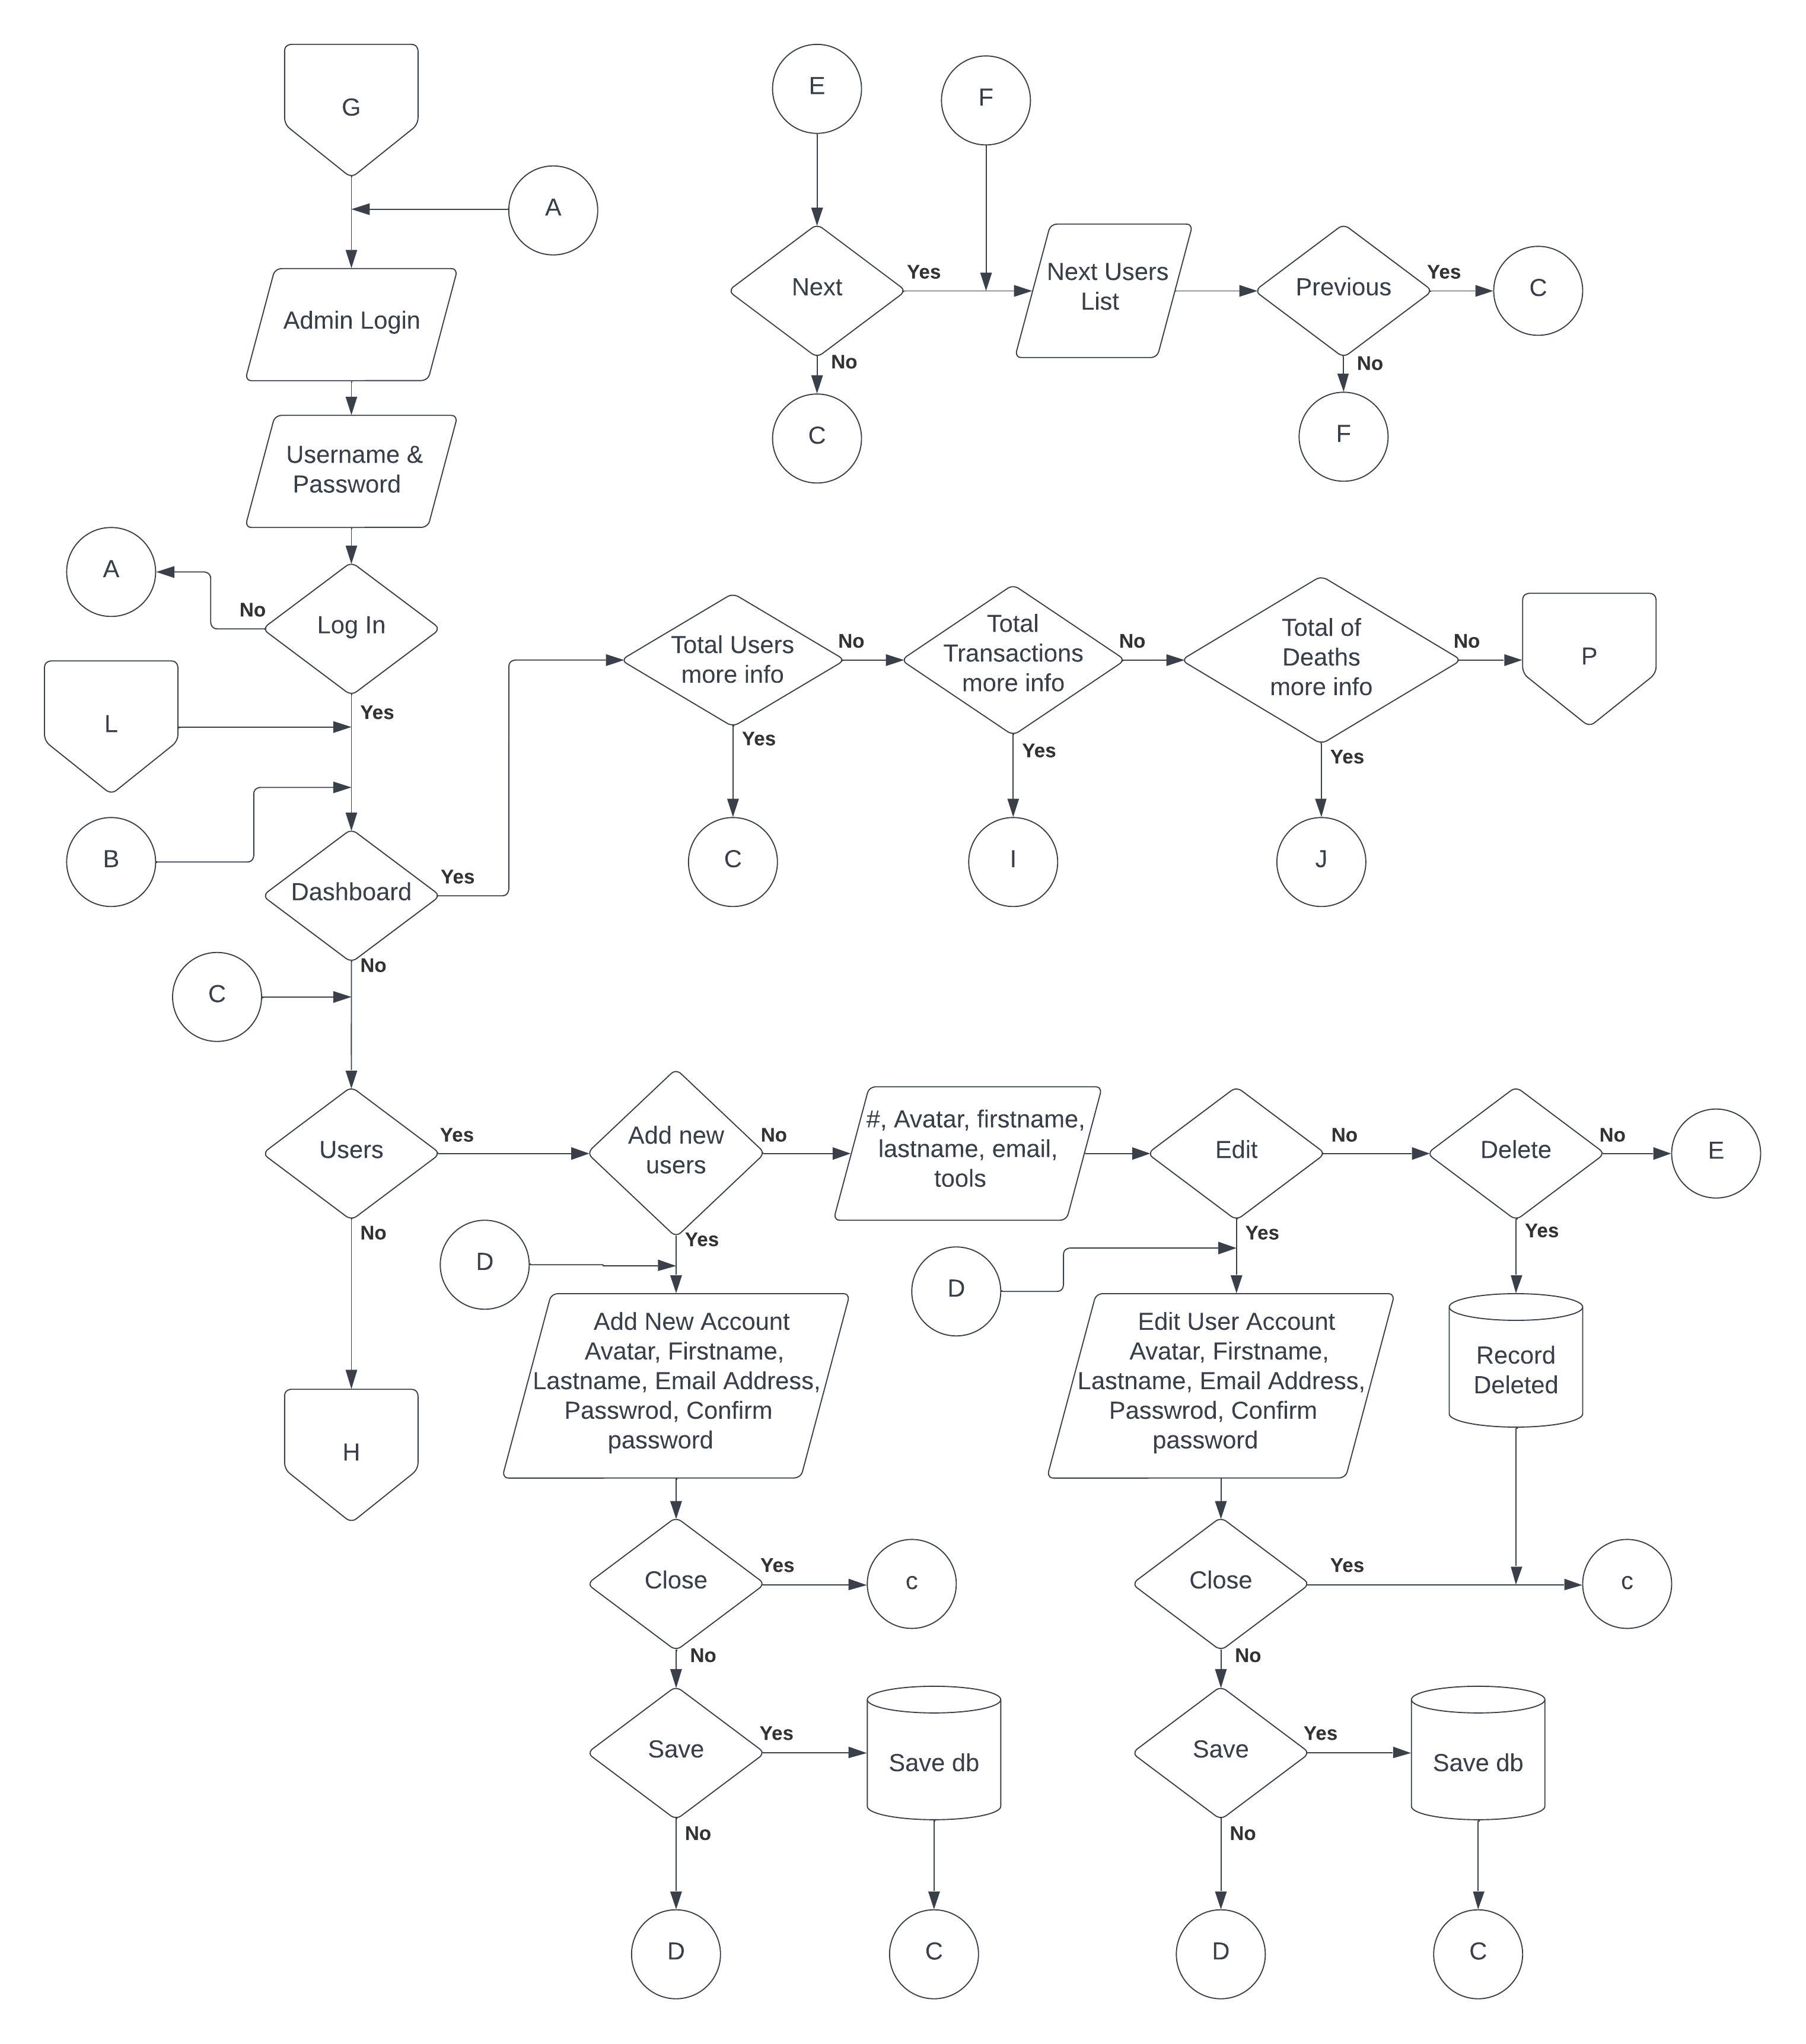 G
A
Admin Login
Username &
Password
A
No
Log In
Yes
L
B
Dashboard
Yes
No
C
E
F
Next
Yes
No
C
Next Users
List
Previous
Yes
C
No
F
Total Users
more info
No
Yes
C
Total
Transactions
more info
No
Yes
I
Total of
Deaths
more info
No
Yes
J
P
Users
Yes
No
H
Add new
users
No
Yes
D
#, Avatar, firstname,
lastname, email,
tools
Edit
No
Yes
D
Delete
No
E
Yes
Record
Deleted
Add New Account
Avatar, Firstname,
Lastname, Email Address,
Passwrod, Confirm
password
Close
Yes
c
No
Save
Yes
Save db
No
D
C
Edit User Account
Avatar, Firstname,
Lastname, Email Address,
Passwrod, Confirm
password
Close
Yes
c
No
Save
Yes
Save db
No
D
C